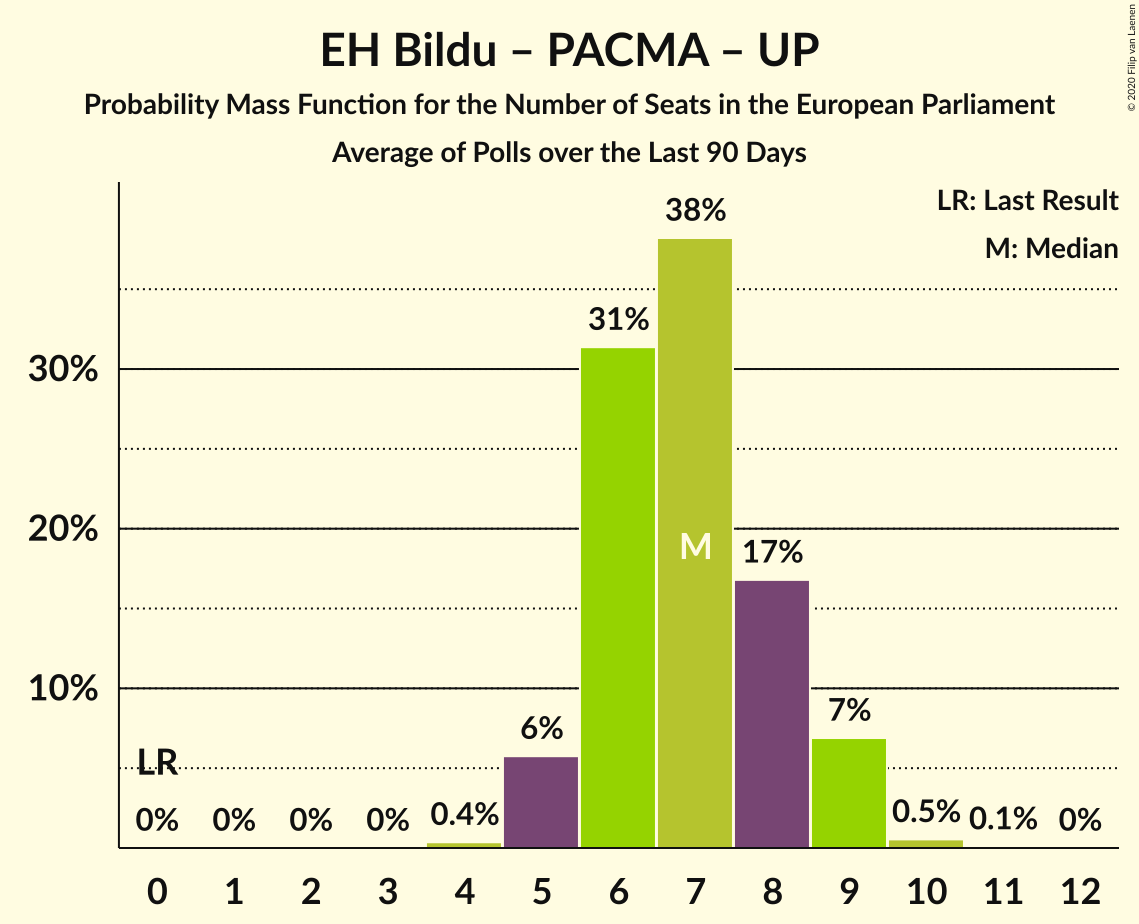 EH Bildu – PACMA – UP
Probability Mass Function for the Number of Seats in the European Parliament
Average of Polls over the Last 90 Days
© 2020 Filip van Laenen
LR: Last Result
M: Median
38%
31%
30%
M
20%
17%
10%
7%
6%
LR
0% 0% 0% 0% 0.4% 0.5% 0.1% 0%
0 1 2 3 4 5 6 7 8 9 10 11 12